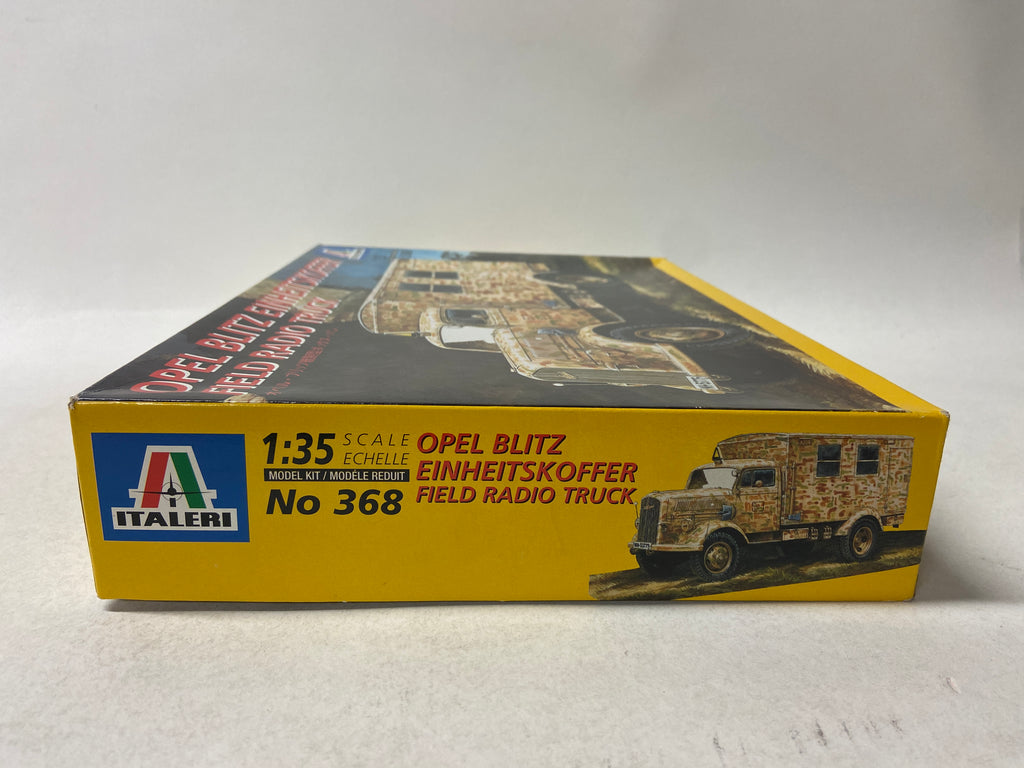 OPEL BLITZ EINHEITSKOFFER
FIELD RADIO TRUCK
ITALERI
1:35 SCALE
ECHELLE
MODEL KIT / MODÈLE REDUIT
No 368
OPEL BLITZ
EINHEITSKOFFER
FIELD RADIO TRUCK